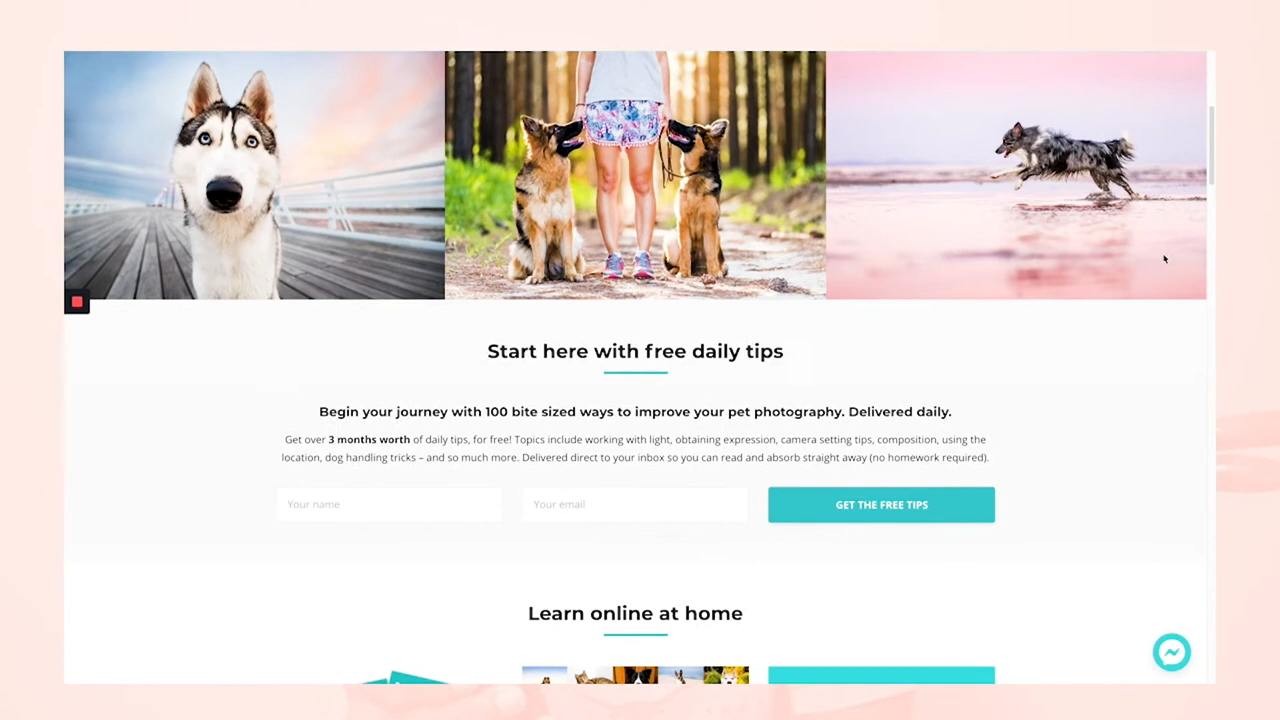 Start here with free daily tips
Begin your journey with 100 bite sized ways to improve your pet photography. Delivered daily.
Get over 3 months worth of daily tips, for free! Topics include working with light, obtaining expression, camera setting tips, composition, using the
location, dog handling tricks – and so much more. Delivered direct to your inbox so you can read and absorb straight away (no homework required).
Your name
Your email
GET THE FREE TIPS
Learn online at home